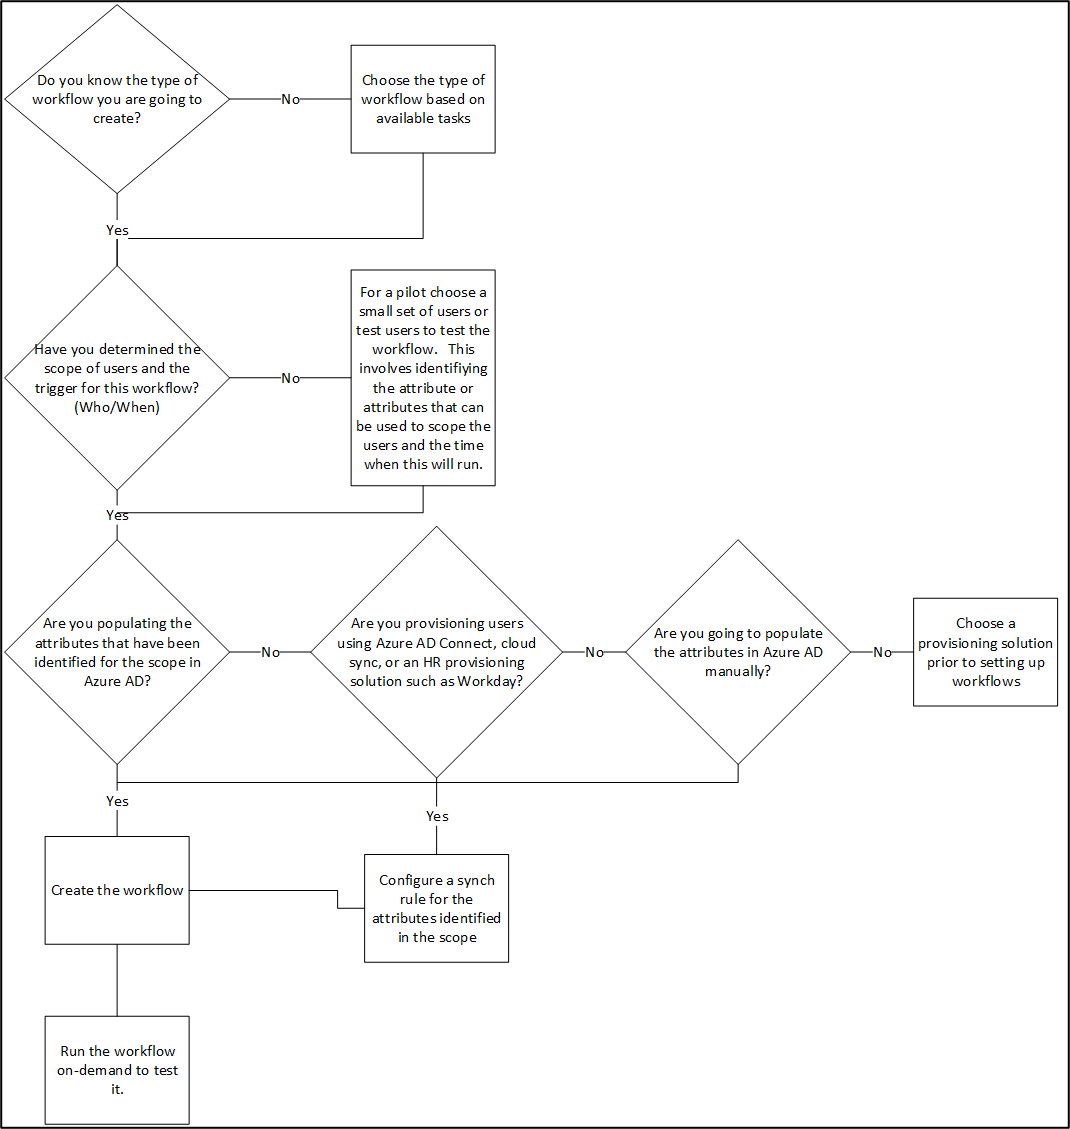 Do you know the type of
workflow you are going to
create?
No
Choose the type of
workflow based on
available tasks
Yes
Have you determined the
scope of users and the
trigger for this workflow?
(Who/When)
No
For a pilot choose a
small set of users or
test users to test the
workflow.  This
involves identifiying
the attribute or
attributes that can
be used to scope the
users and the time
when this will run.
Yes
Are you populating the
attributes that have been
identified for the scope in
Azure AD?
No
Are you provisioning users
using Azure AD Connect, cloud
sync, or an HR provisioning
solution such as Workday?
No
Are you going to populate
the attributes in Azure AD
manually?
No
Choose a
provisioning solution
prior to setting up
workflows
Yes
Yes
Create the workflow
Configure a synch
rule for the
attributes identified
in the scope
Run the workflow
on-demand to test
it.